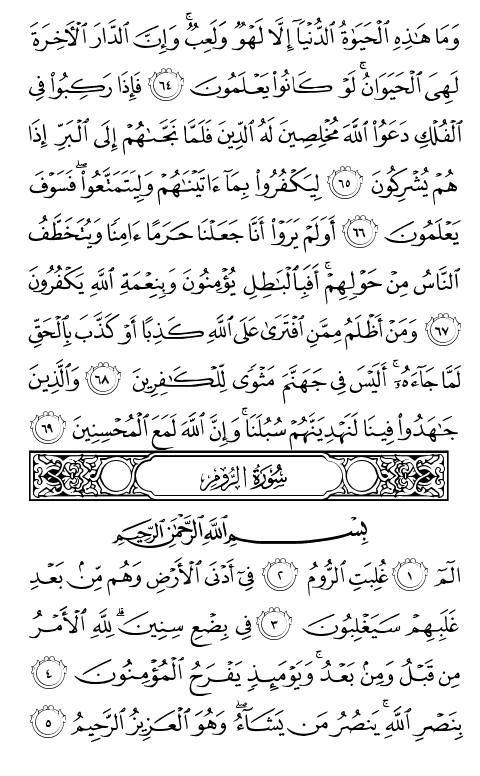 وَمَا هَـٰذِهِ ٱلْحَيَوٰةُ ٱلدُّنْيَآ إِلَّا لَهْوٌ وَلَعِبٌ ۚ وَإِنَّ ٱلدَّارَ ٱلْـَٔاخِرَةَ
لَهِىَ ٱلْحَيَوَانُ ۚ لَوْ كَانُوا۟ يَعْلَمُونَ ٦٤ فَإِذَا رَكِبُوا۟ فِى
ٱلْفُلْكِ دَعَوُا۟ ٱللَّهَ مُخْلِصِينَ لَهُ ٱلدِّينَ فَلَمَّا نَجَّىٰهُمْ إِلَى ٱلْبَرِّ إِذَا
هُمْ يُشْرِكُونَ ٦٥ لِيَكْفُرُوا۟ بِمَآ ءَاتَيْنَـٰهُمْ وَلِيَتَمَتَّعُوا۟ ۖ فَسَوْفَ
يَعْلَمُونَ ٦٦ أَوَلَمْ يَرَوْا۟ أَنَّا جَعَلْنَا حَرَمًا ءَامِنًا وَيُتَخَطَّفُ
ٱلنَّاسُ مِنْ حَوْلِهِمْ ۚ أَفَبِٱلْبَـٰطِلِ يُؤْمِنُونَ وَبِنِعْمَةِ ٱللَّهِ يَكْفُرُونَ
٦٧ وَمَنْ أَظْلَمُ مِمَّنِ ٱفْتَرَىٰ عَلَى ٱللَّهِ كَذِبًا أَوْ كَذَّبَ بِٱلْحَقِّ
لَمَّا جَآءَهُۥٓ ۚ أَلَيْسَ فِى جَهَنَّمَ مَثْوًى لِّلْكَـٰفِرِينَ ٦٨ وَٱلَّذِينَ
جَـٰهَدُوا۟ فِينَا لَنَهْدِيَنَّهُمْ سُبُلَنَا ۚ وَإِنَّ ٱللَّهَ لَمَعَ ٱلْمُحْسِنِينَ ٦٩
سُورَةُ ٱلرُّومِ
بِسْمِ ٱللَّهِ ٱلرَّحْمَـٰنِ ٱلرَّحِيمِ
الٓمٓ ١ غُلِبَتِ ٱلرُّومُ ٢ فِىٓ أَدْنَى ٱلْأَرْضِ وَهُم مِّنۢ بَعْدِ
غَلَبِهِمْ سَيَغْلِبُونَ ٣ فِى بِضْعِ سِنِينَ ۗ لِلَّهِ ٱلْأَمْرُ
مِن قَبْلُ وَمِنۢ بَعْدُ ۚ وَيَوْمَئِذٍ يَفْرَحُ ٱلْمُؤْمِنُونَ ٤
بِنَصْرِ ٱللَّهِ ۚ يَنصُرُ مَن يَشَآءُ ۖ وَهُوَ ٱلْعَزِيزُ ٱلرَّحِيمُ ٥